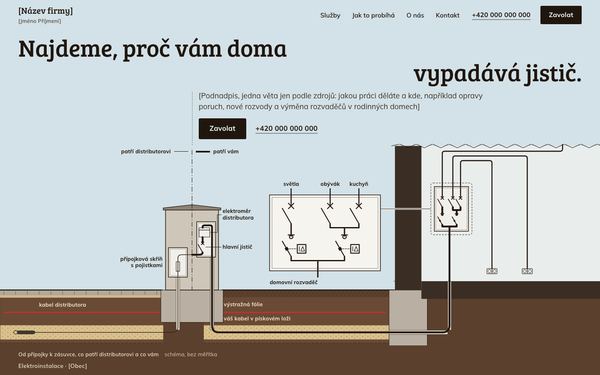 [Název firmy]
[Jméno Příjmení]
Služby Jak to probíhá O nás Kontakt +420 000 000 000 Zavolat
Najdeme, proč vám doma
vypadává jistič.
[Podnadpis, jedna věta jen podle zdrojů: jakou práci děláte a kde, například opravy
poruch, nové rozvody a výměna rozvaděčů v rodinných domech]
Zavolat +420 000 000 000
patří distributorovi patří vám
světla obývák kuchyň
elektroměr
distributora
hlavní jistič
přípojková skříň
s pojistkami
domovní rozvaděč
kabel distributora
výstražná fólie
váš kabel v pískovém loži
Od přípojky k zásuvce, co patří distributorovi a co vám schéma, bez měřítka
Elektroinstalace · [Obec]